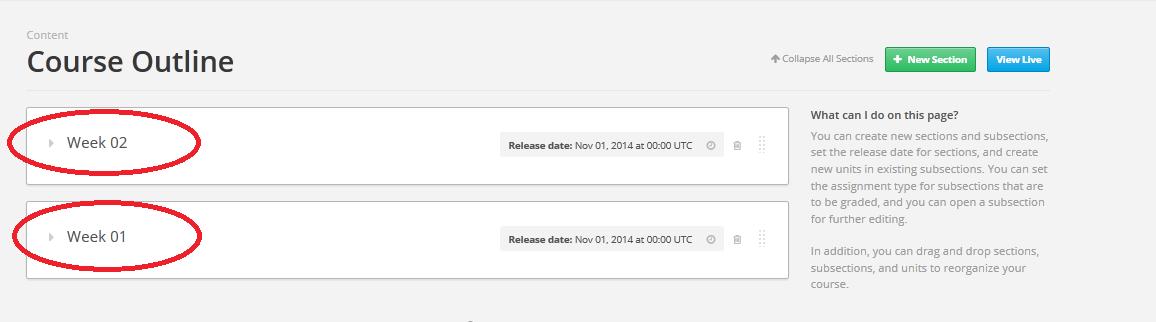 Content
Course Outline
Collapse All Sections
New Section
View Live
Week 02
Release date: Nov 01, 2014 at 00:00 UTC
Week 01
Release date: Nov 01, 2014 at 00:00 UTC
What can I do on this page?
You can create new sections and subsections,
set the release date for sections, and create
new units in existing subsections. You can set
the assignment type for subsections that are
to be graded, and you can open a subsection
for further editing.
In addition, you can drag and drop sections,
subsections, and units to reorganize your
course.